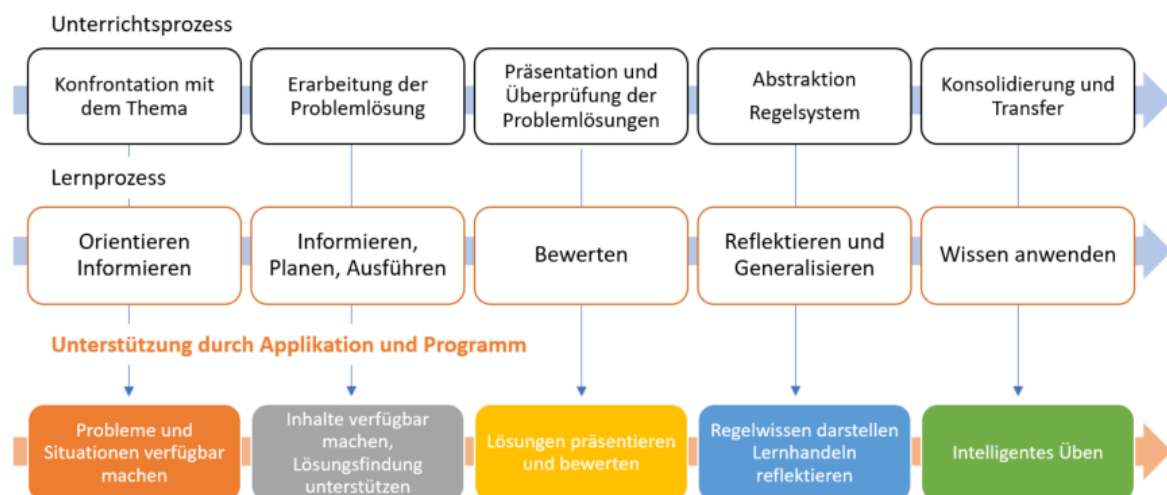 Unterrichtsprozess
Konfrontation mit
dem Thema
Erarbeitung der
Problemlösung
Präsentation und
Überprüfung der
Problemlösungen
Abstraktion
Regelsystem
Konsolidierung und
Transfer
Lernprozess
Orientieren
Informieren
Informieren,
Planen, Ausführen
Bewerten
Reflektieren und
Generalisieren
Wissen anwenden
Unterstützung durch Applikation und Programm
Probleme und
Situationen verfügbar
machen
Inhalte verfügbar
machen,
Lösungsfindung
unterstützen
Lösungen präsentieren
und bewerten
Regelwissen darstellen
Lernhandeln
reflektieren
Intelligentes Üben